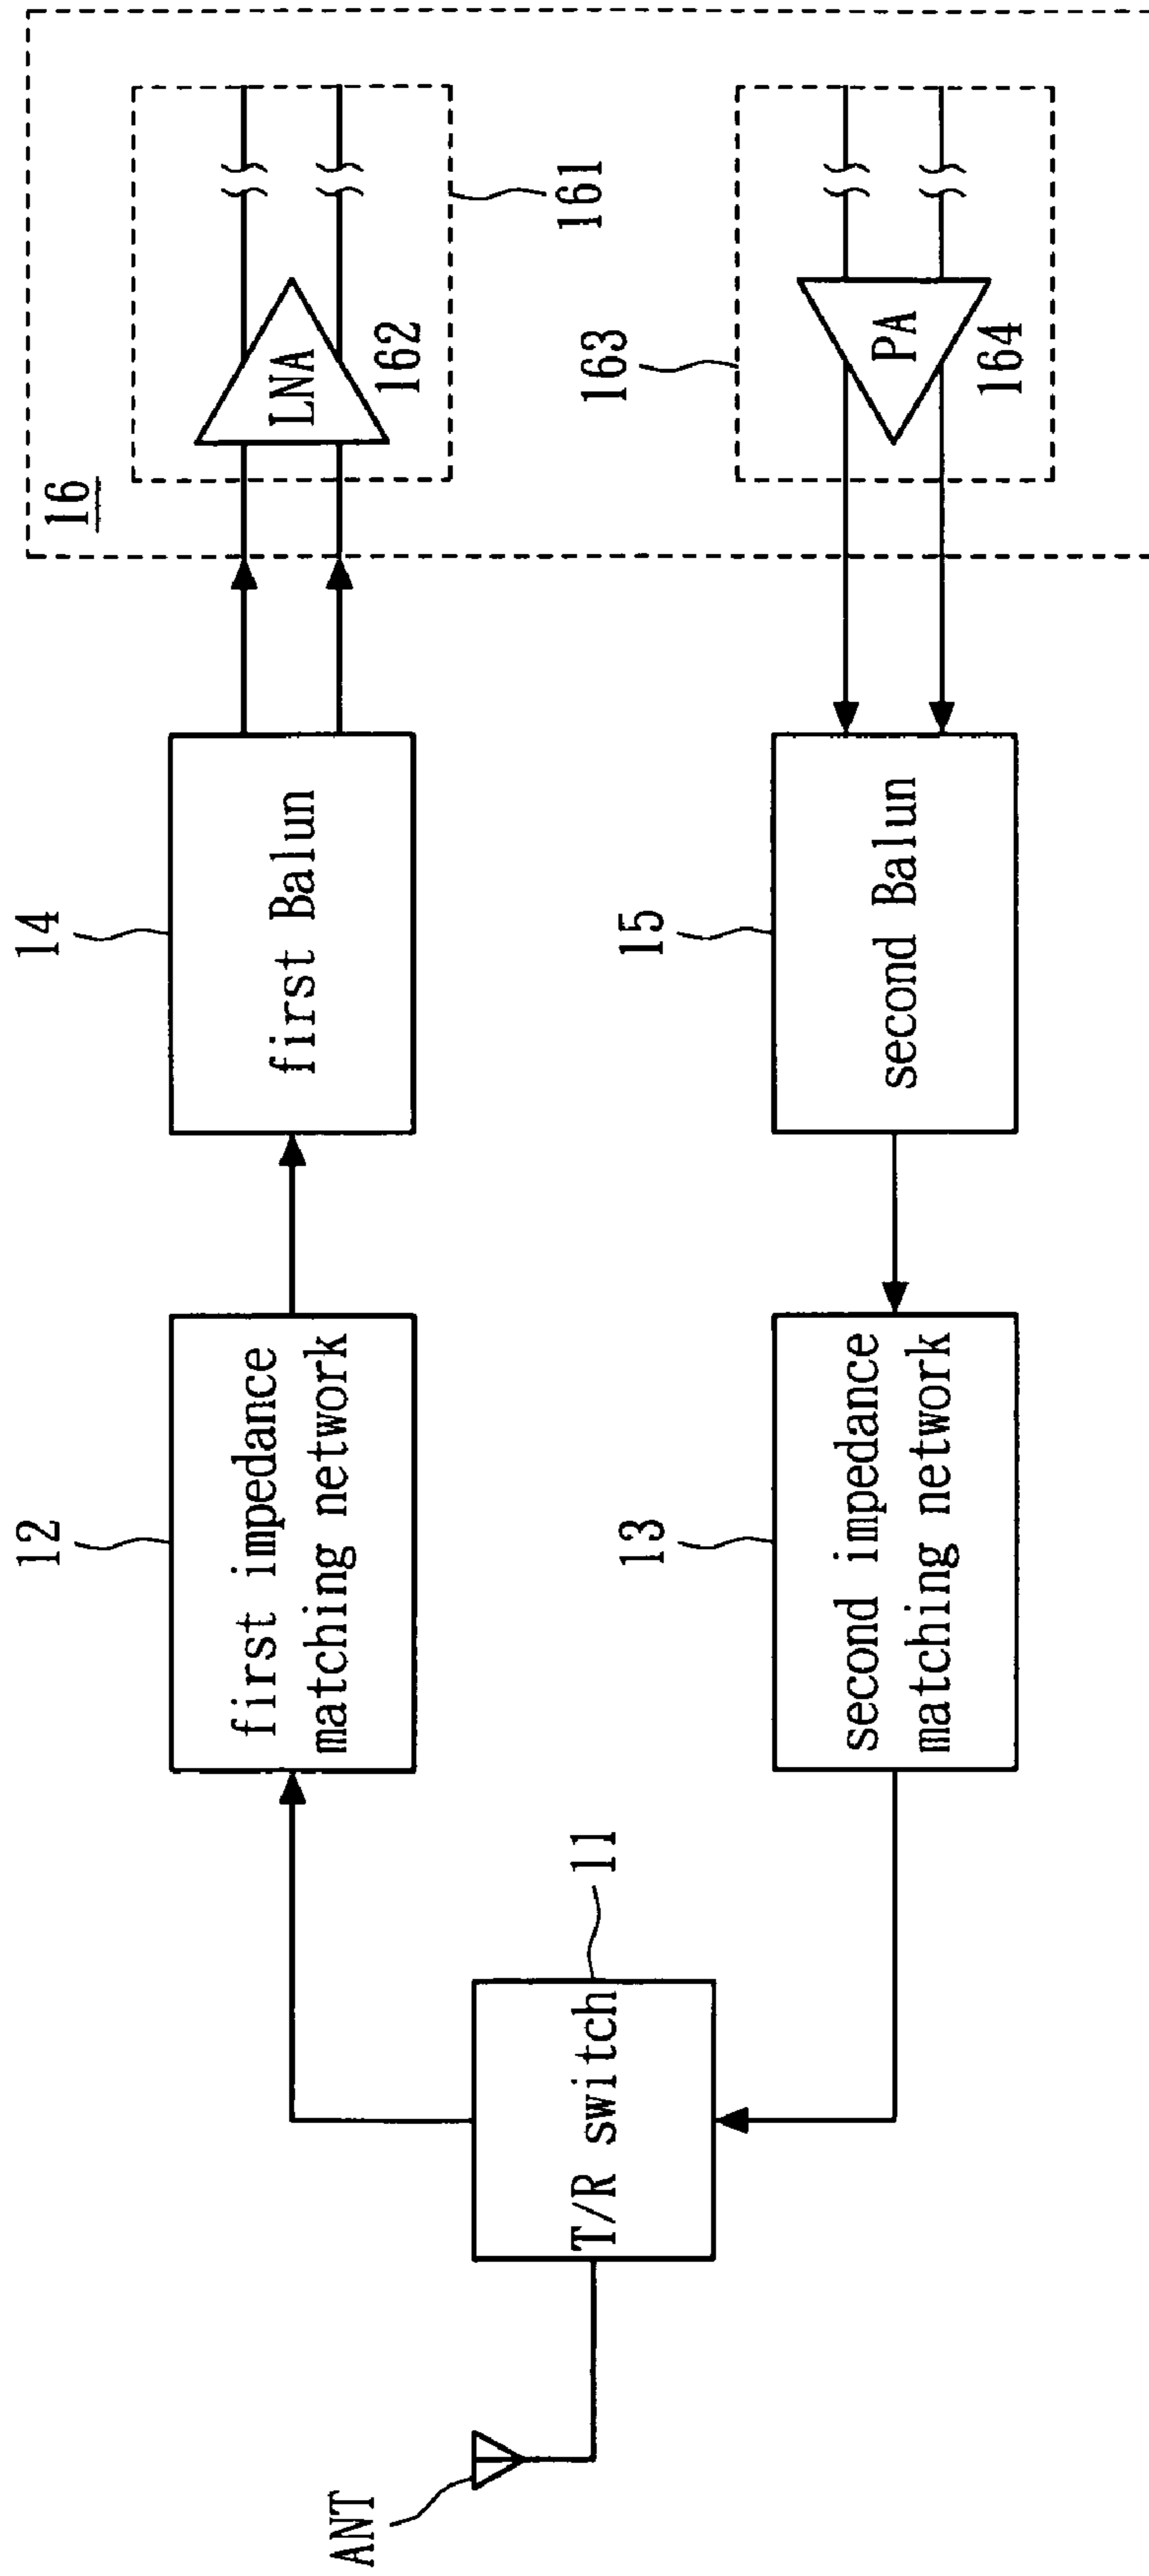 16
LNA
162
161
14
first Balun
12
first impedance
matching network
T/R switch
11
ANT
163
PA
164
15
second Balun
13
second impedance
matching network